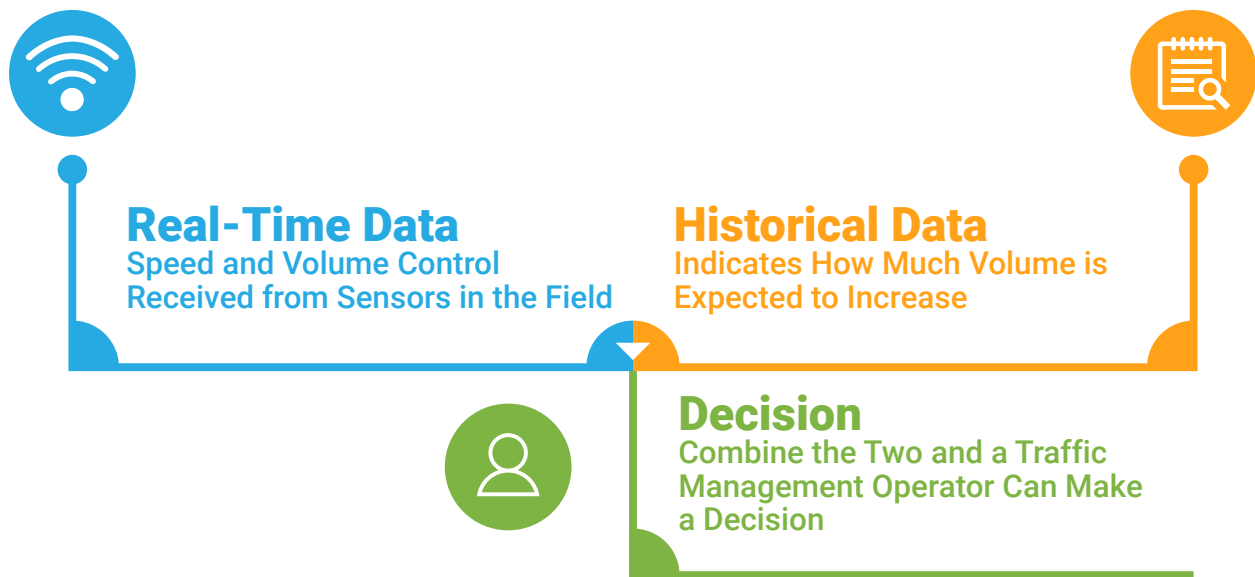 Real-Time Data
Speed and Volume Control
Received from Sensors in the Field
Historical Data
Indicates How Much Volume is
Expected to Increase
Decision
Combine the Two and a Traffic
Management Operator Can Make
a Decision